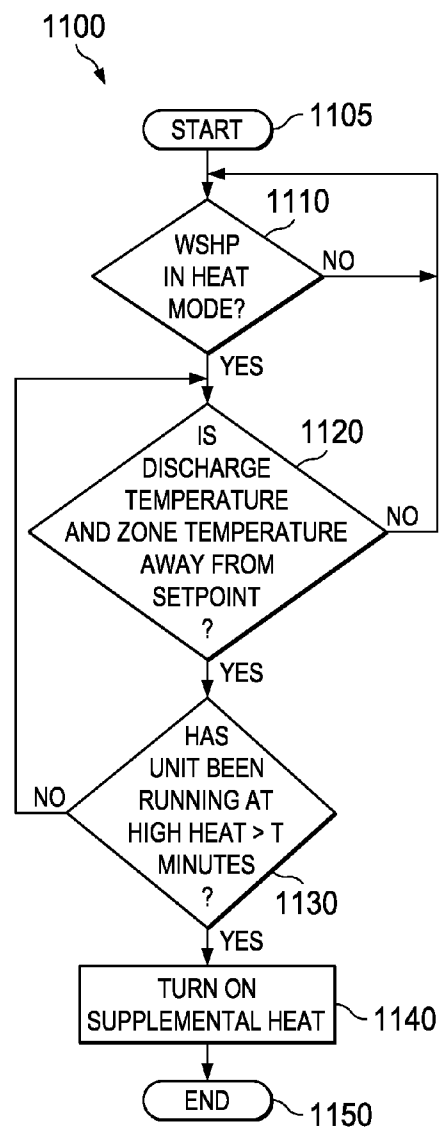 1100
START
1105
1110
WSHP
IN HEAT
MODE?
NO
YES
1120
IS
DISCHARGE
TEMPERATURE
AND ZONE TEMPERATURE
AWAY FROM
SETPOINT
?
NO
YES
HAS
UNIT BEEN
RUNNING AT
HIGH HEAT > T
MINUTES
?
NO
1130
YES
TURN ON
SUPPLEMENTAL HEAT
1140
END
1150